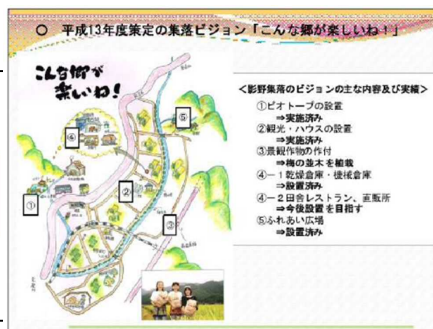 ○ 平成13年度策定の集落ビジョン「こんな郷が楽しいね！」
こんな郷が
楽しいね！
④
⑤
①
②
③
＜影野集落のビジョンの主な内容及び実績＞
①ビオトープの設置
⇒実施済み
②観光・ハウスの設置
⇒実施済み
③景観作物の作付
⇒梅の並木を植栽
④－１乾燥倉庫・機械倉庫
⇒設置済み
④－２田舎レストラン、直販所
⇒今後設置を目指す
⑤ふれあい広場
⇒設置済み